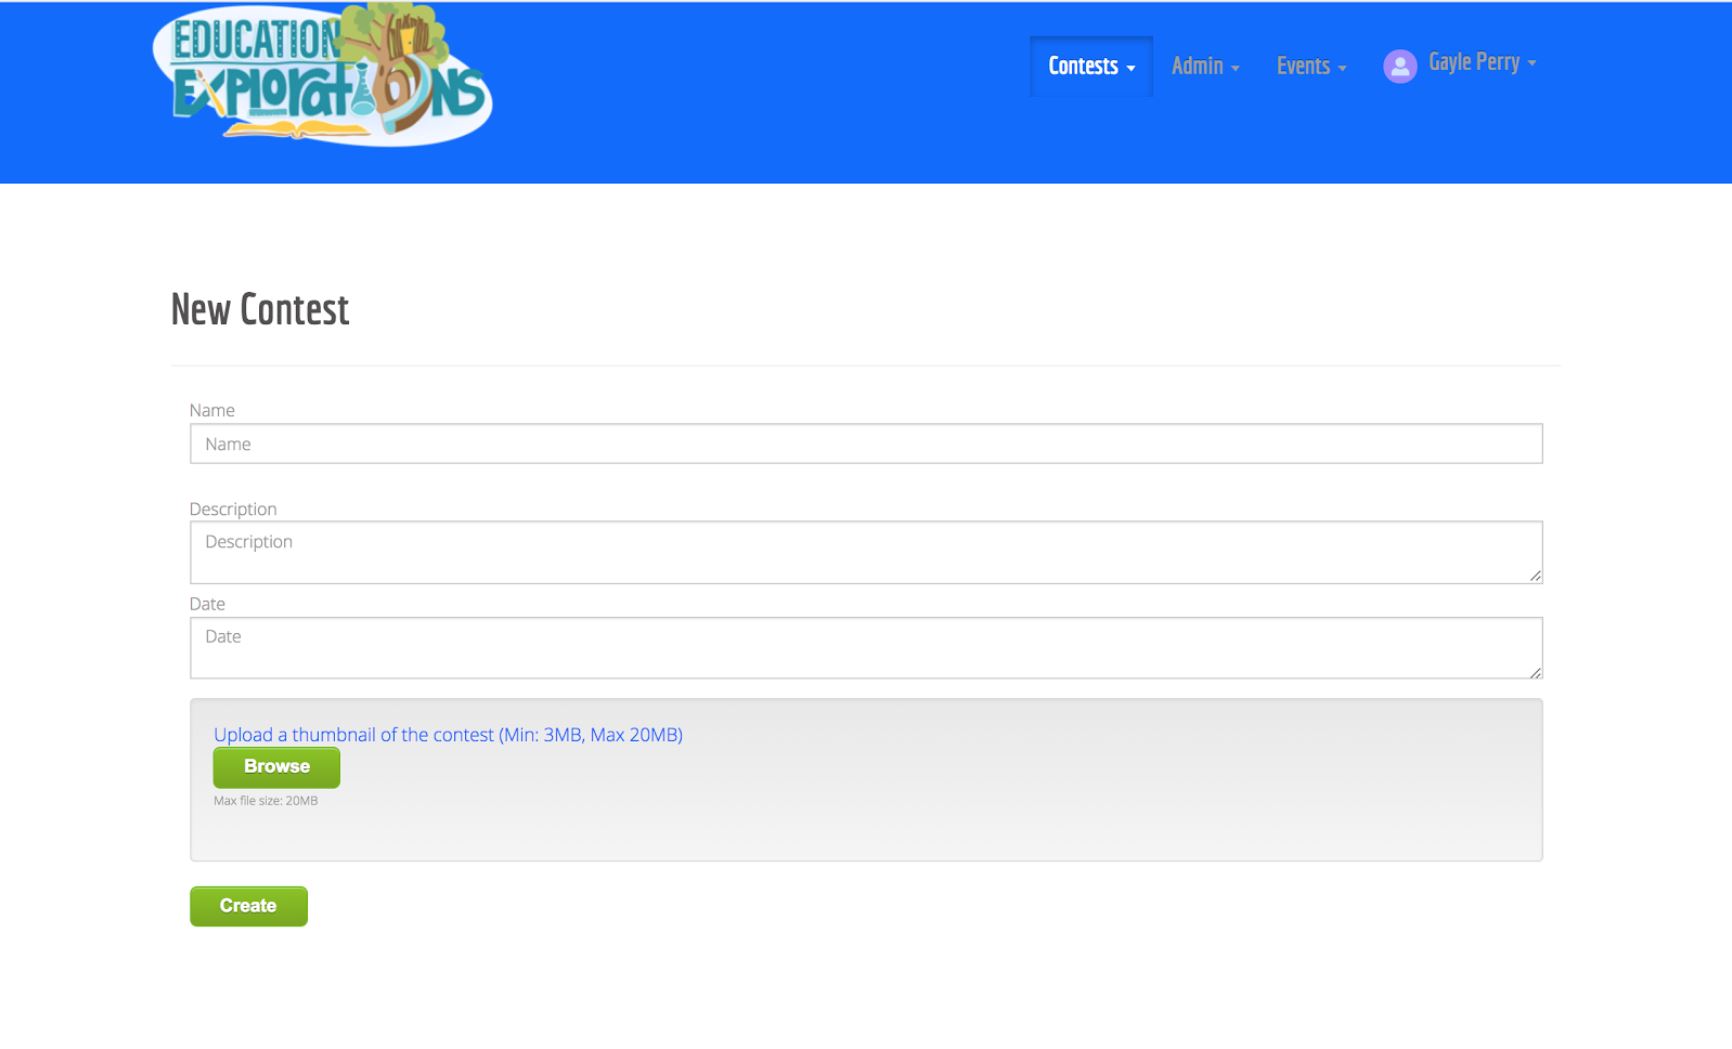 EDUCATION
ExploratiONS
Contests
Admin
Events
Gayle Perry
New Contest
Name
Name
Description
Description
Date
Date
Upload a thumbnail of the contest (Min: 3MB, Max 20MB)
Browse
Max file size: 20MB
Create